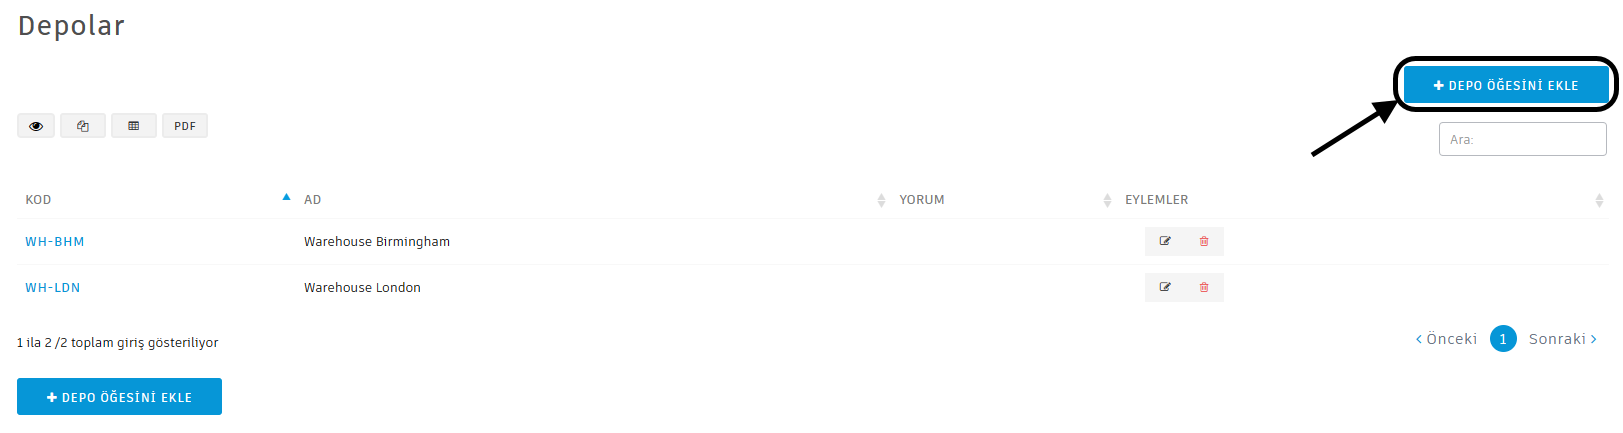 Depolar
DEPO ÖĞESİNİ EKLE
PDF
Ara:
KOD AD YORUM EYLEMLER
WH-BHM Warehouse Birmingham
WH-LDN Warehouse London
1 ila 2 /2 toplam giriş gösteriliyor
Önceki 1 Sonraki
DEPO ÖĞESİNİ EKLE